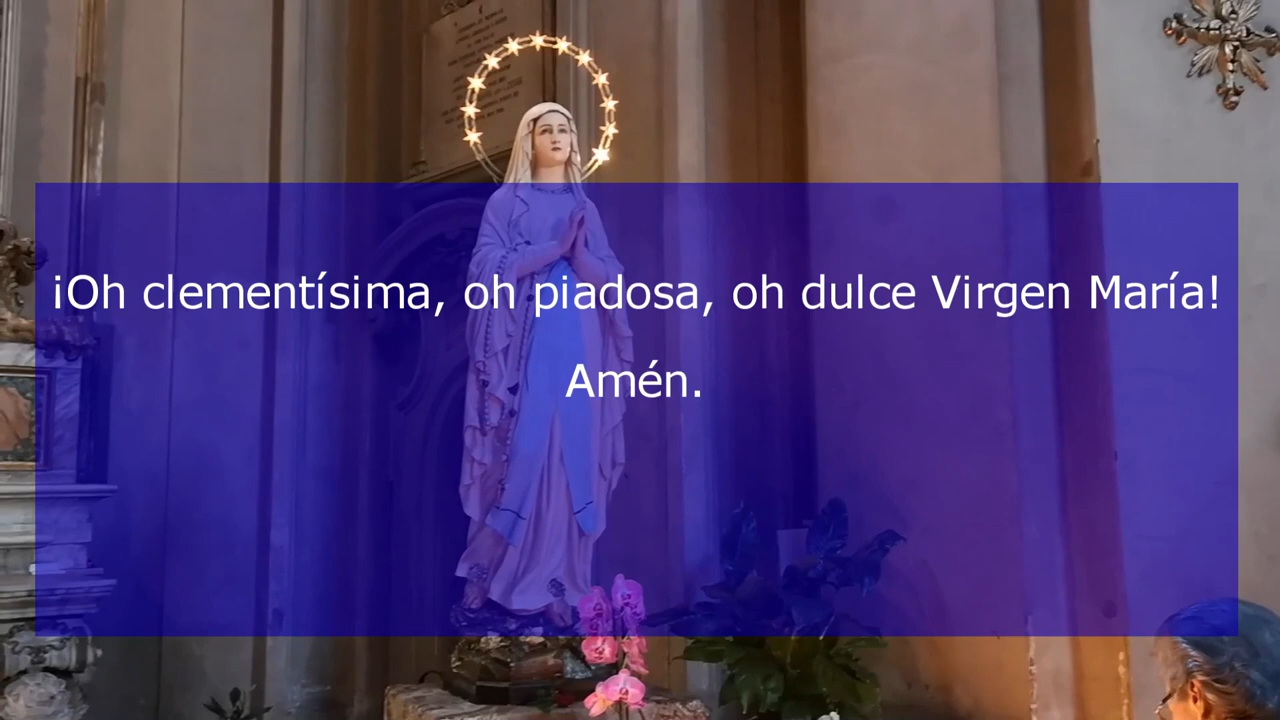 ¡Oh clementísima, oh piadosa, oh dulce Virgen María!
Amén.